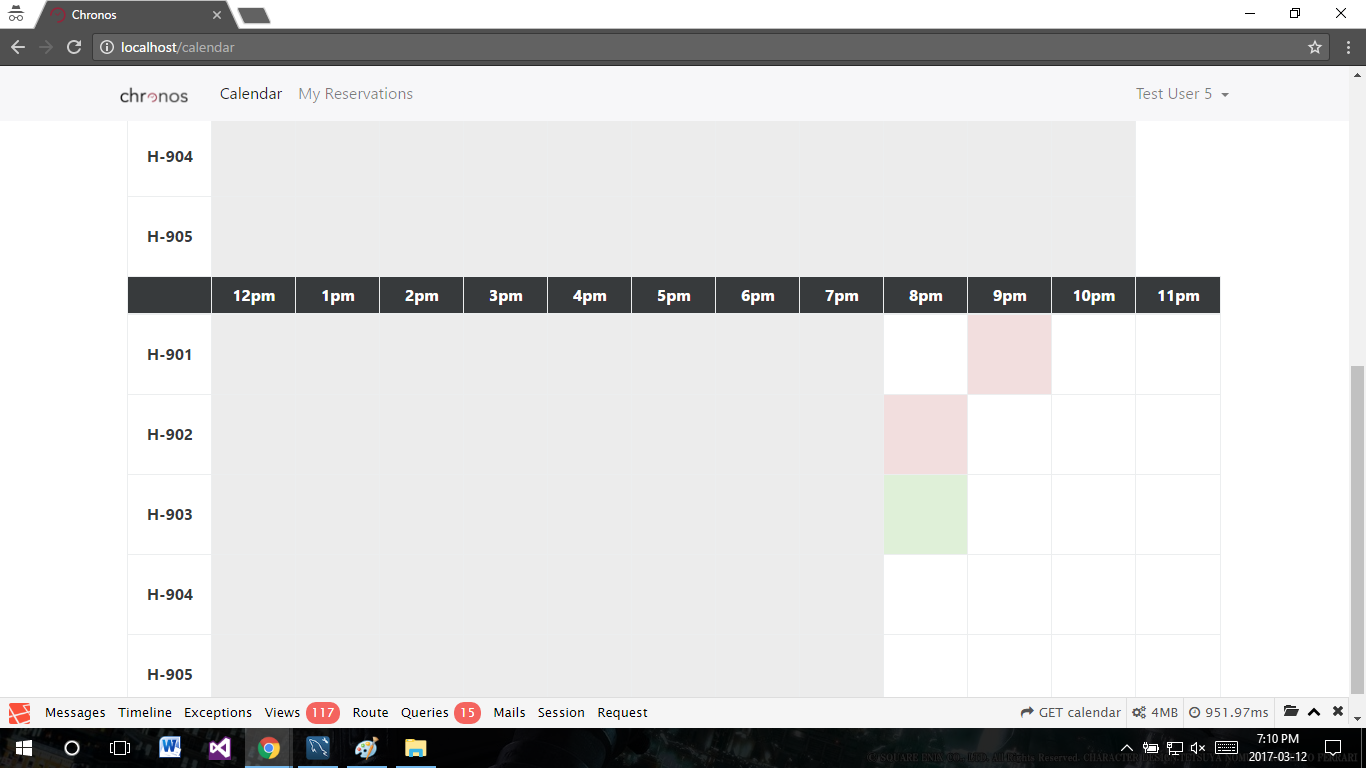 Chronos
localhost/calendar
chronos Calendar My Reservations Test User 5
H-904
H-905
12pm 1pm 2pm 3pm 4pm 5pm 6pm 7pm 8pm 9pm 10pm 11pm
H-901
H-902
H-903
H-904
H-905
Messages Timeline Exceptions Views 117 Route Queries 15 Mails Session Request GET calendar 4MB 951.97ms
7:10 PM
2017-03-12